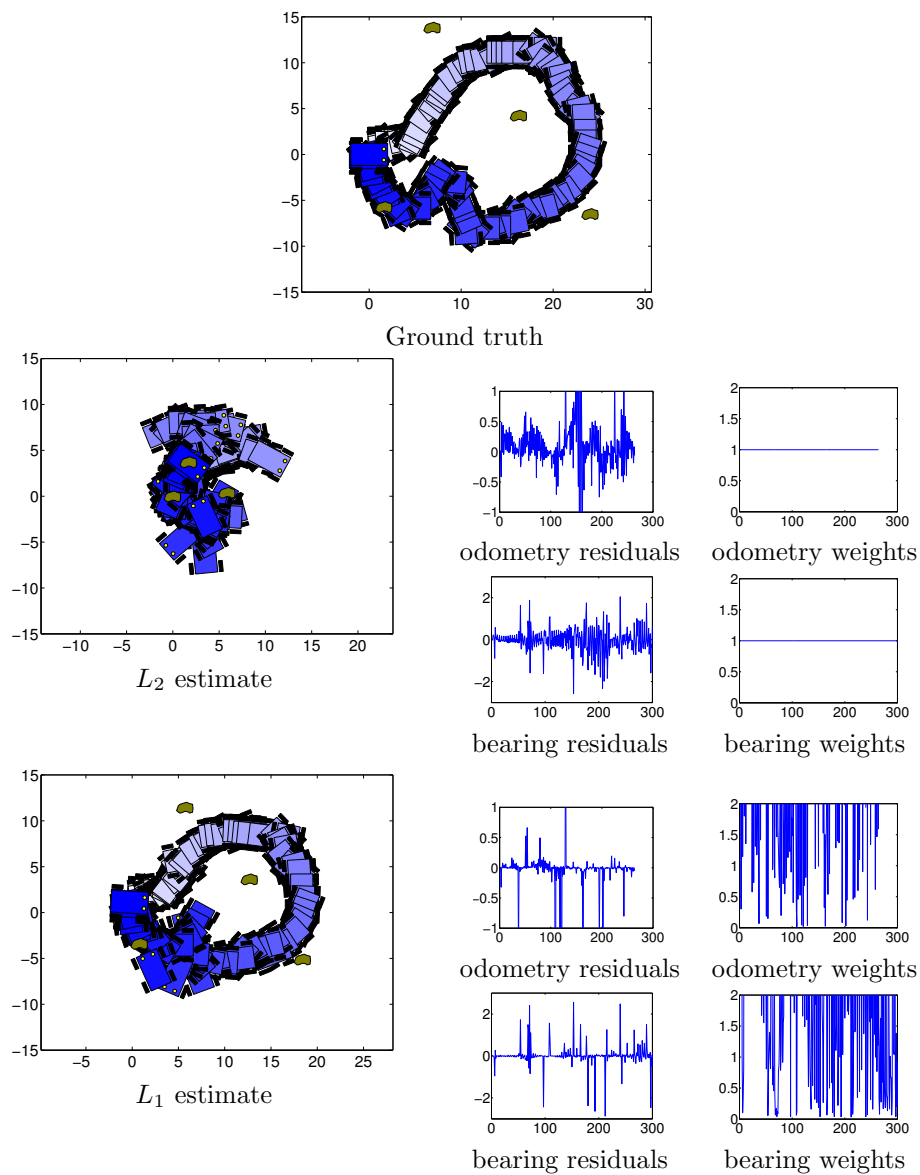 15
10
5
0
−5
−10
−15
0 10 20 30
Ground truth
15
10
5
0
−5
−10
−15
−10 −5 0 5 10 15 20
L2 estimate
1
0.5
0
−0.5
−1
0 100 200 300
odometry residuals
2
1.5
1
0.5
0
0 100 200 300
odometry weights
2
0
−2
0 100 200 300
bearing residuals
2
1.5
1
0.5
0
0 100 200 300
bearing weights
15
10
5
0
−5
−10
−15
−5 0 5 10 15 20 25
L1 estimate
1
0.5
0
−0.5
−1
0 100 200 300
odometry residuals
2
1.5
1
0.5
0
0 100 200 300
odometry weights
2
0
−2
0 100 200 300
bearing residuals
2
1.5
1
0.5
0
0 100 200 300
bearing weights